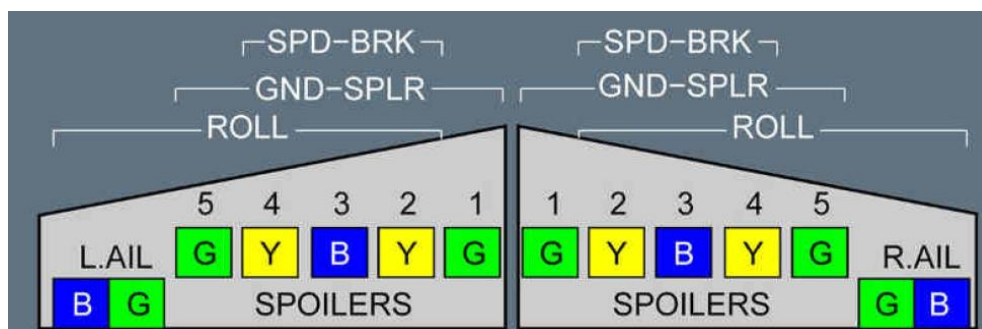 SPD-BRK SPD-BRK
GND-SPLR GND-SPLR
ROLL ROLL
5 4 3 2 1 1 2 3 4 5
G Y B Y G G Y B Y G
L.AIL R.AIL
B G SPOILERS SPOILERS G B